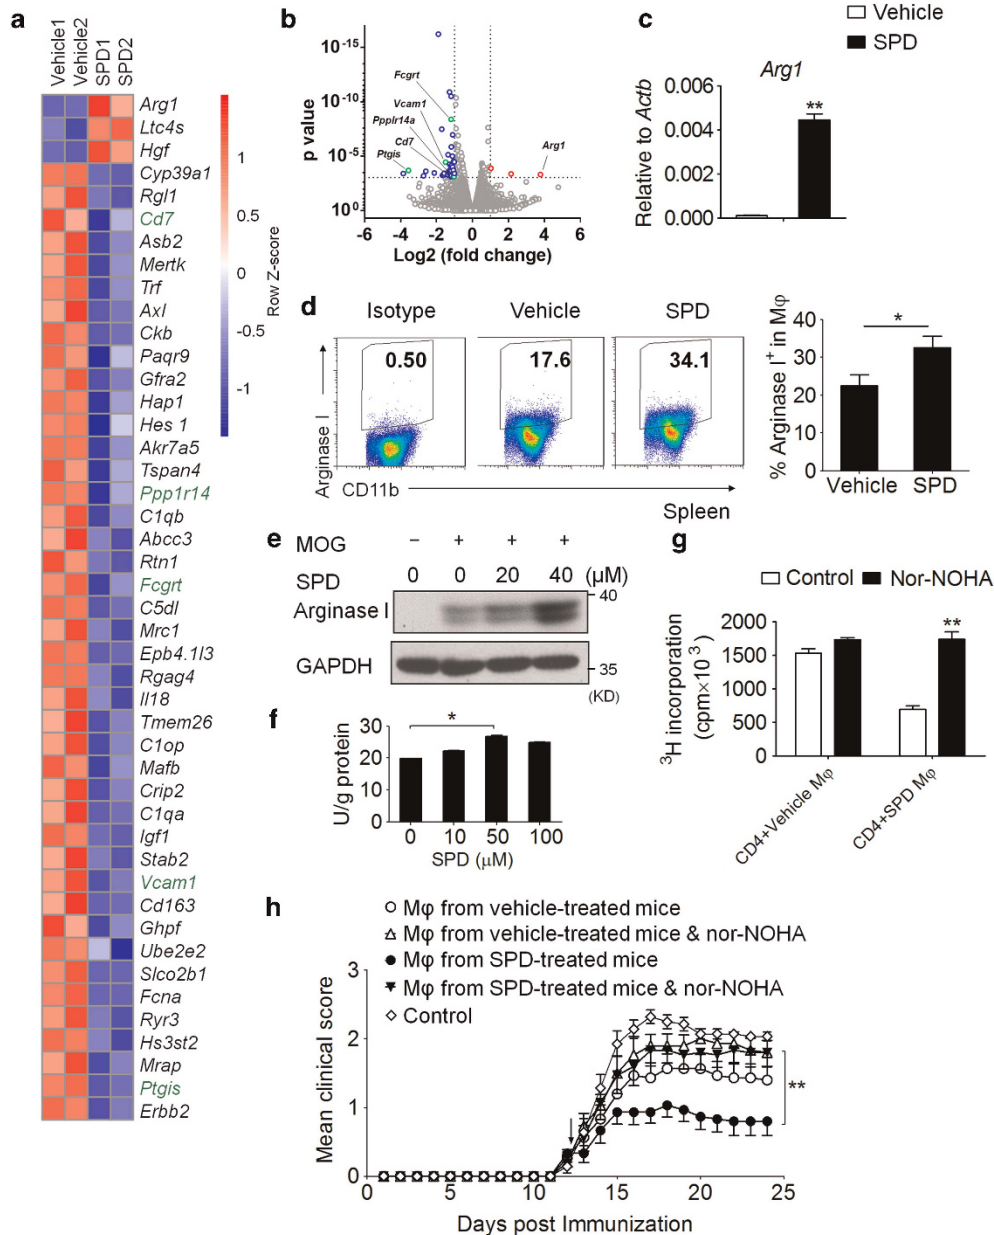 a
Vehicle1
Vehicle2
SPD1
SPD2
Arg1
Ltc4s
Hgf
Cyp39a1
Rgl1
Cd7
Asb2
Mertk
Trf
Axl
Ckb
Paqr9
Gfra2
Hap1
Hes 1
Akr7a5
Tspan4
Ppp1r14
C1qb
Abcc3
Rtn1
Fcgrt
C5dl
Mrc1
Epb4.1l3
Rgag4
Il18
Tmem26
C1op
Mafb
Crip2
C1qa
Igf1
Stab2
Vcam1
Cd163
Ghpf
Ube2e2
Slco2b1
Fcna
Ryr3
Hs3st2
Mrap
Ptgis
Erbb2
1
0.5
0
-0.5
-1
Row Z-score
b
p value
10-15
10-10
10-5
100
Fcgrt
Vcam1
Ppplr14a
Cd7
Ptgis
Arg1
-6 -4 -2 0 2 4 6
Log2 (fold change)
c
Vehicle
SPD
Arg1
Relative to Actb
0.006
0.004
0.002
0.000
**
d
Isotype Vehicle SPD
0.50 17.6 34.1
Arginase I
CD11b
Spleen
% Arginase I+ in Mφ
40
30
20
10
0
*
Vehicle SPD
e
MOG − + + +
SPD 0 0 20 40 (μM)
Arginase I
GAPDH
40
35
(KD)
f
U/g protein
30
20
10
0
*
0 10 50 100
SPD (μM)
g
Control Nor-NOHA
3H incorporation
(cpm×10 3)
2000
1500
1000
500
0
**
CD4+Vehicle Mφ
CD4+SPD Mφ
h
Mφ from vehicle-treated mice
Mφ from vehicle-treated mice & nor-NOHA
Mφ from SPD-treated mice
Mφ from SPD-treated mice & nor-NOHA
Control
Mean clinical score
3
2
1
0
**
0 5 10 15 20 25
Days post Immunization